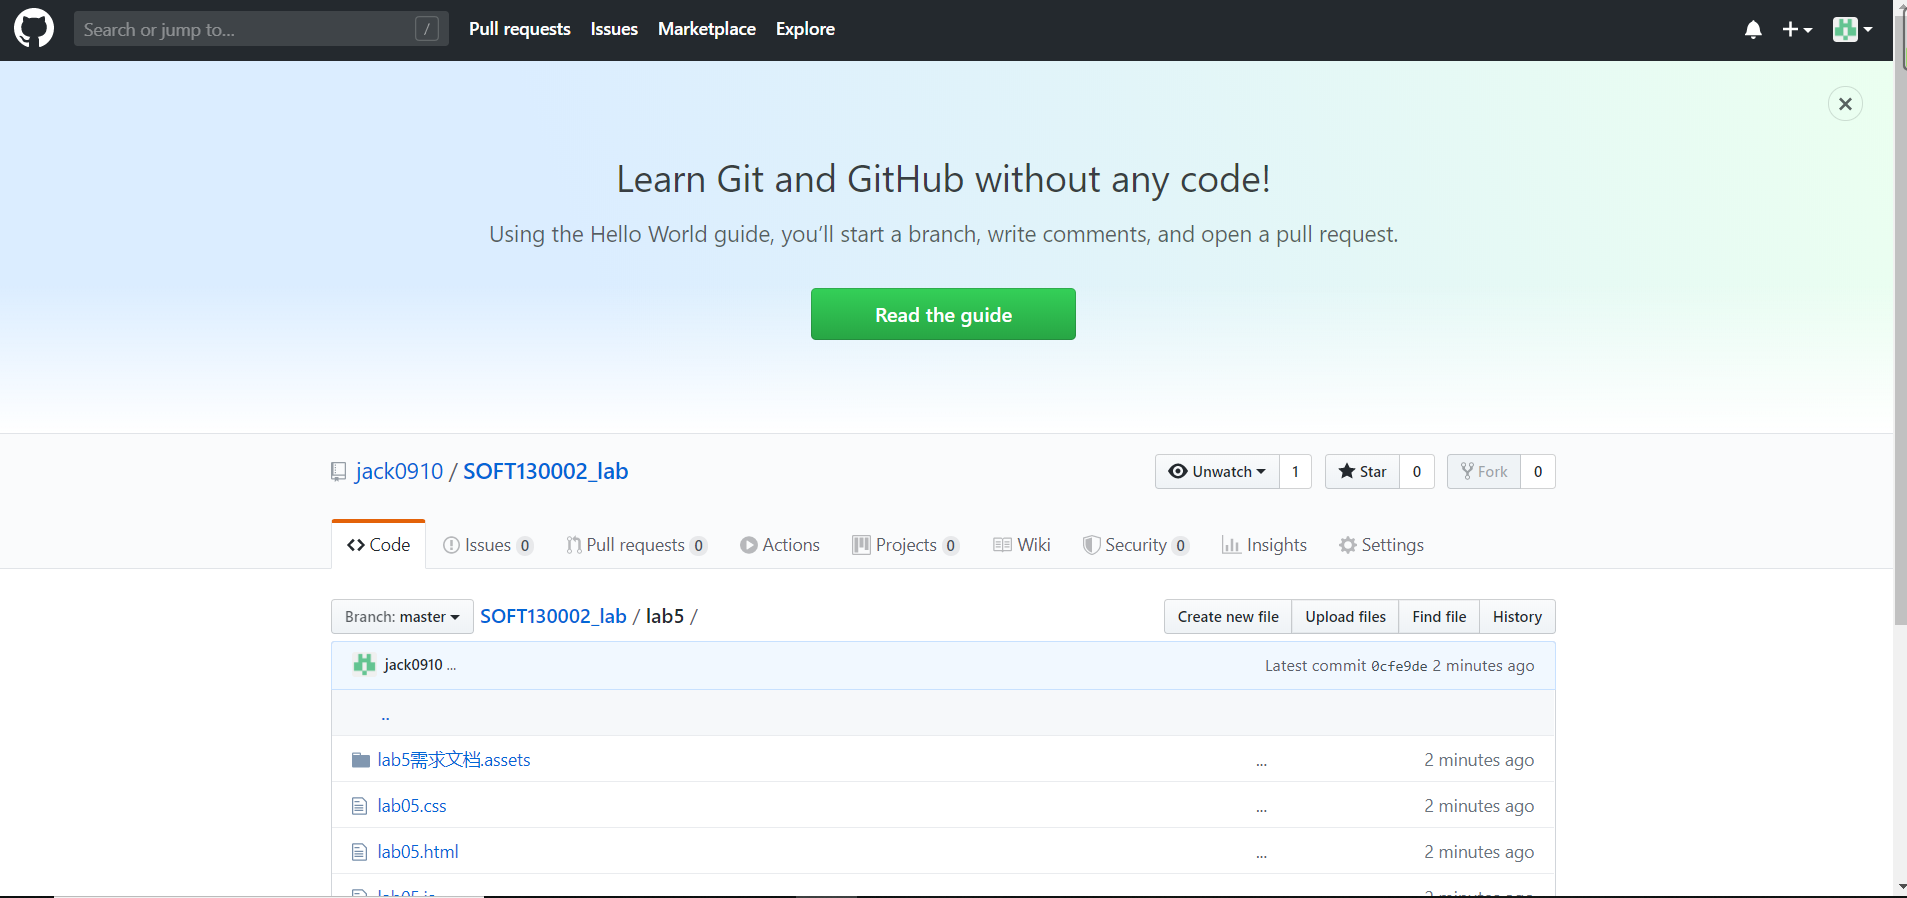 Search or jump to... / Pull requests Issues Marketplace Explore
Learn Git and GitHub without any code!
Using the Hello World guide, you’ll start a branch, write comments, and open a pull request.
Read the guide
jack0910 / SOFT130002_lab Unwatch 1 Star 0 Fork 0
Code Issues 0 Pull requests 0 Actions Projects 0 Wiki Security 0 Insights Settings
Branch: master SOFT130002_lab / lab5 / Create new file Upload files Find file History
jack0910 ... Latest commit 0cfe9de 2 minutes ago
..
lab5需求文档.assets ... 2 minutes ago
lab05.css ... 2 minutes ago
lab05.html ... 2 minutes ago
lab05.js 2 minutes ago